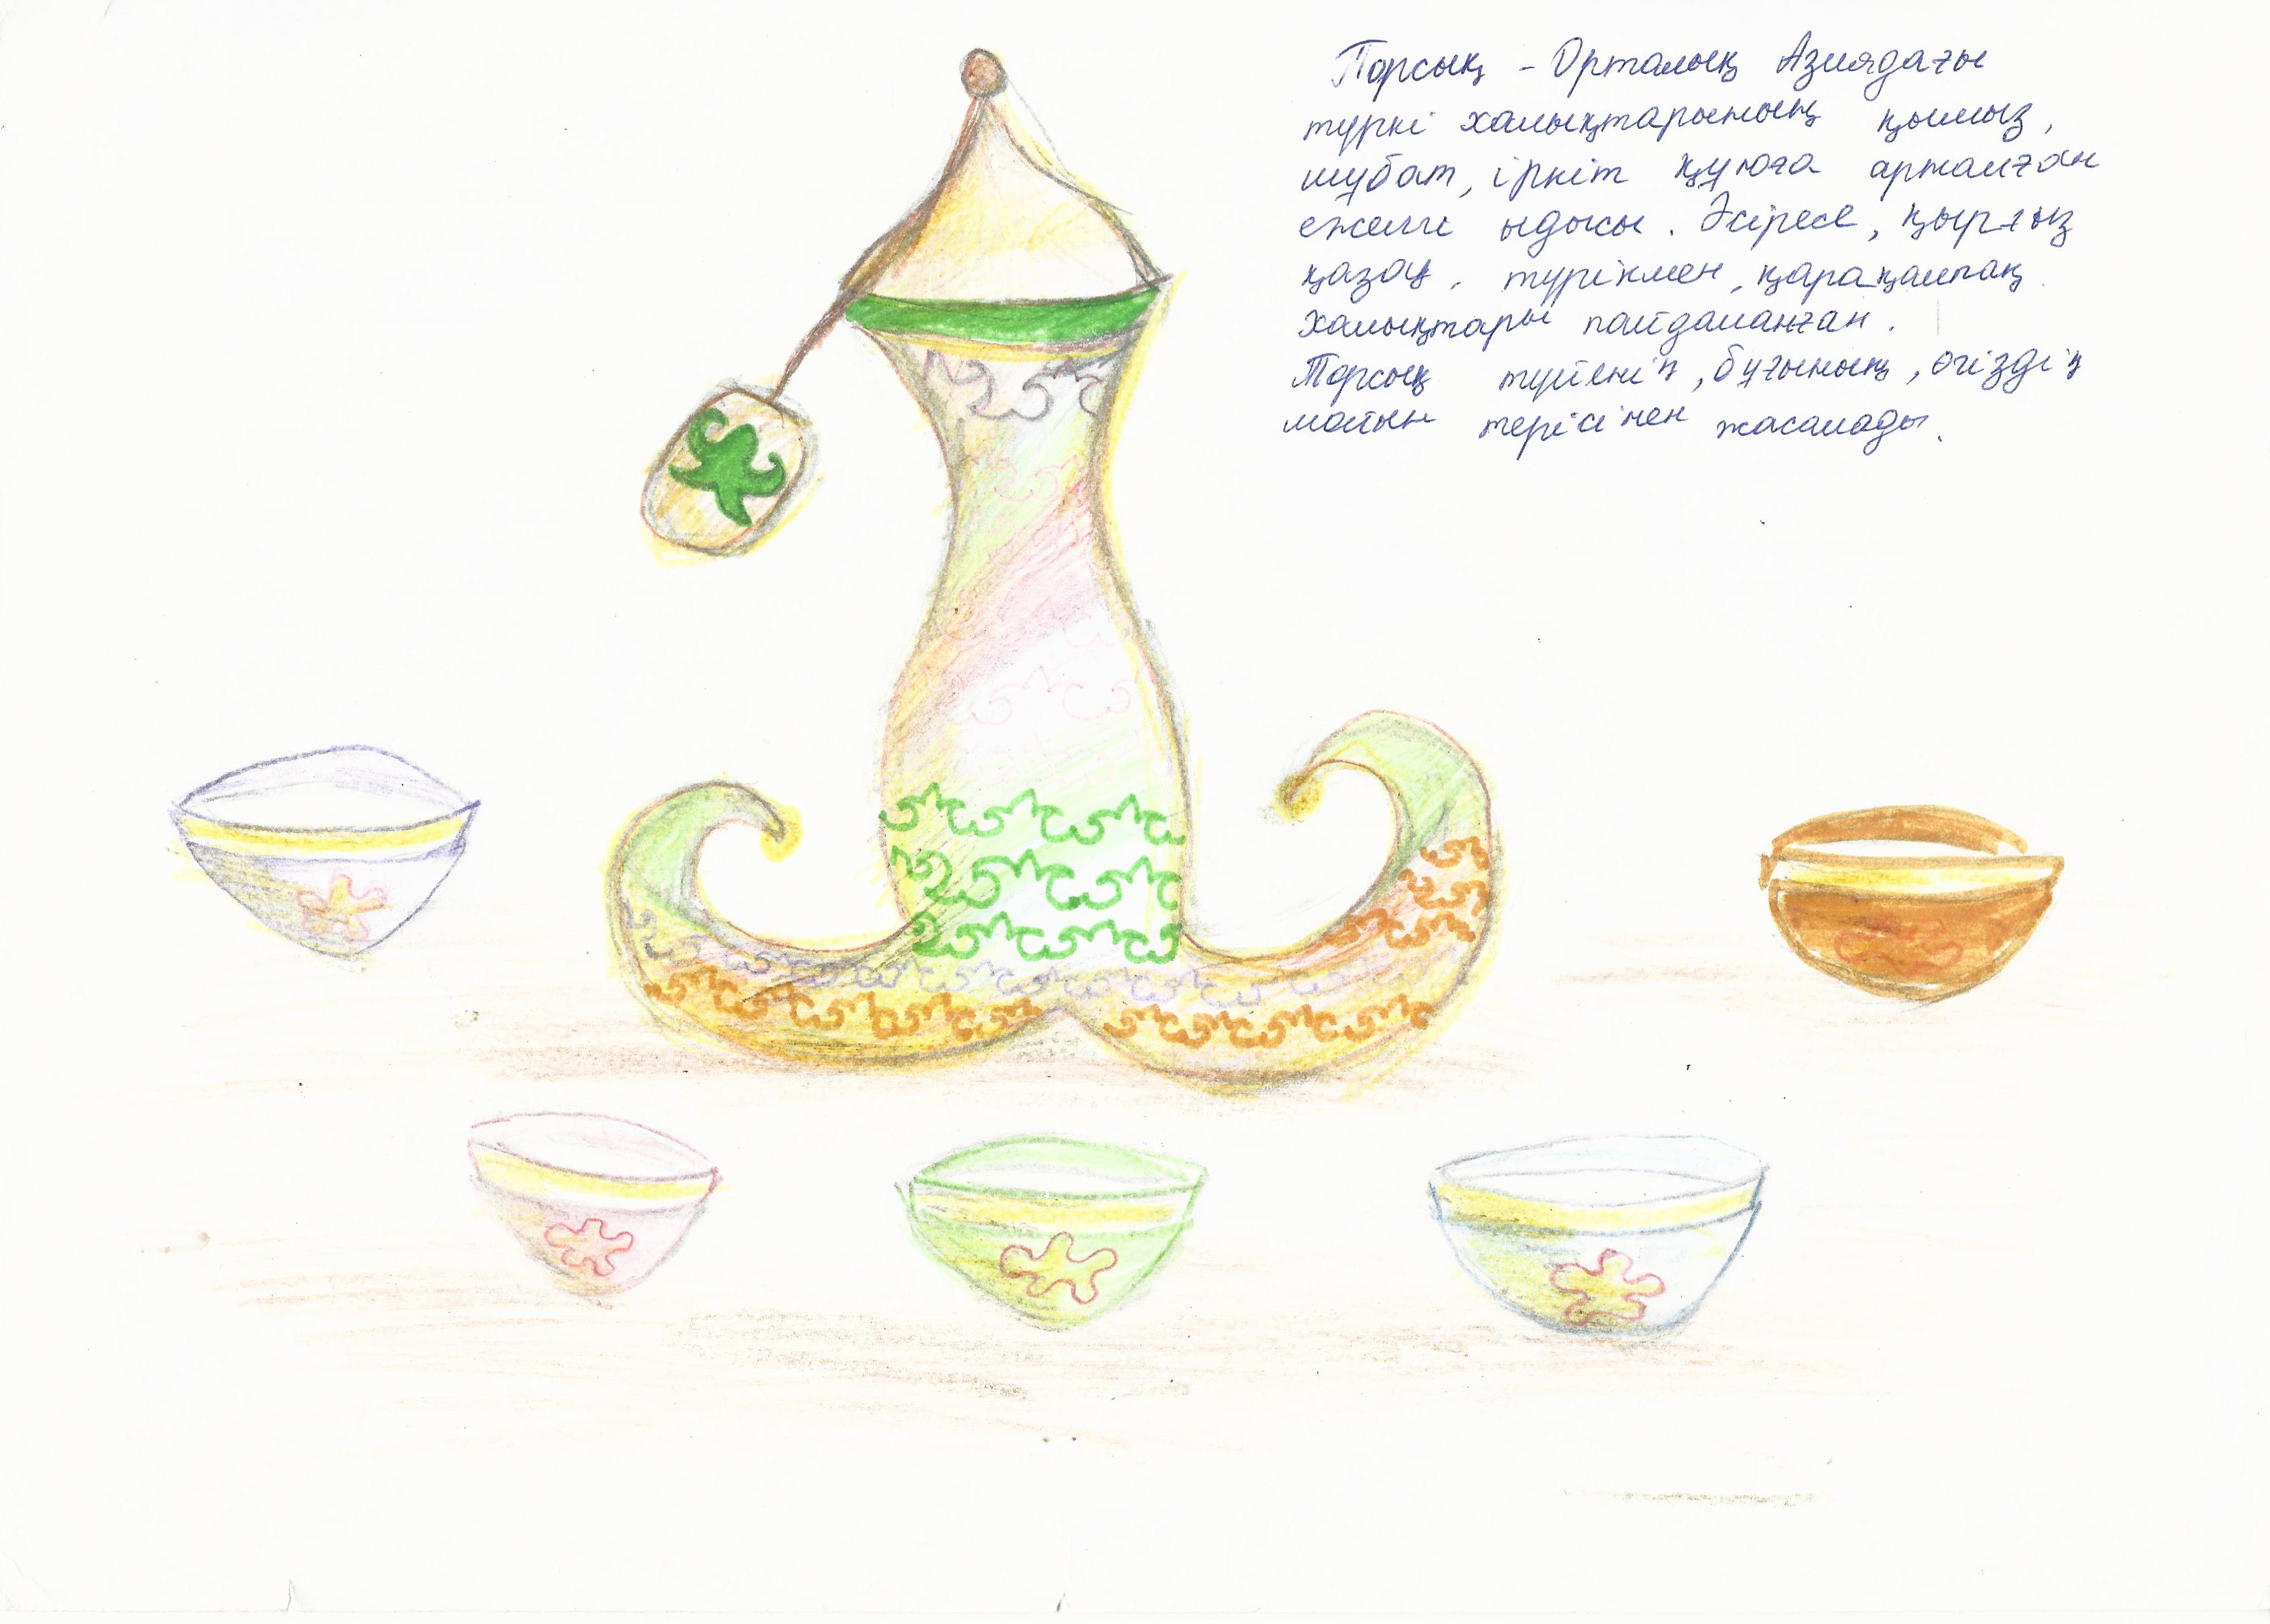 Торсық - Орталық Азиядағы
түркі халықтарының қымыз,
шұбат, іркіт құюға арналған
ежелгі ыдысы. Әсіресе, қырғыз
қазақ, түрікмен, қарақалпақ
халықтары пайдаланған.
Торсық түйенің, бұғының, өгіздің
малын терісінен жасалады.